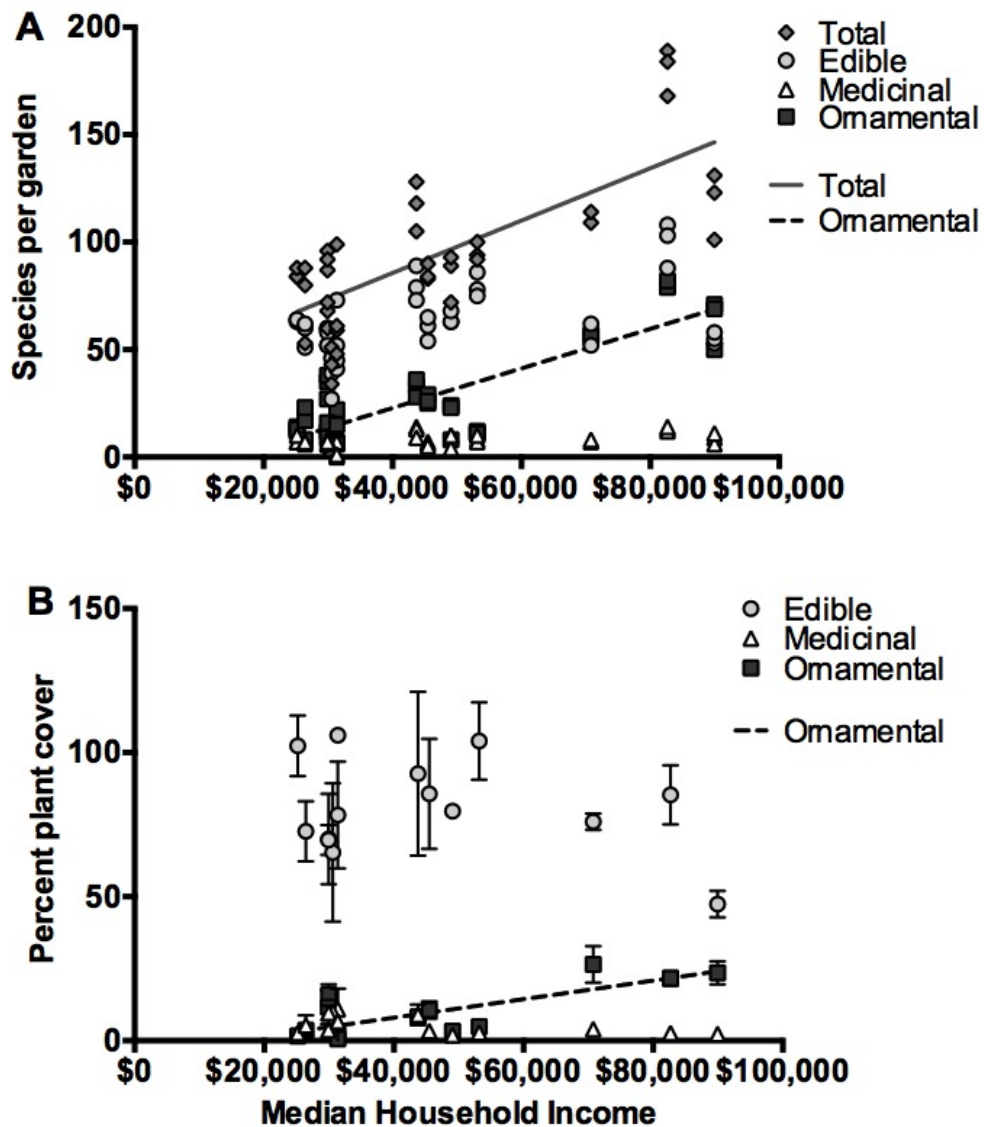 A
200
150
100
50
0
Species per garden
Total
Edible
Medicinal
Ornamental
Total
Ornamental
$0 $20,000 $40,000 $60,000 $80,000 $100,000
B
150
100
50
0
Percent plant cover
Edible
Medicinal
Ornamental
Ornamental
$0 $20,000 $40,000 $60,000 $80,000 $100,000
Median Household Income